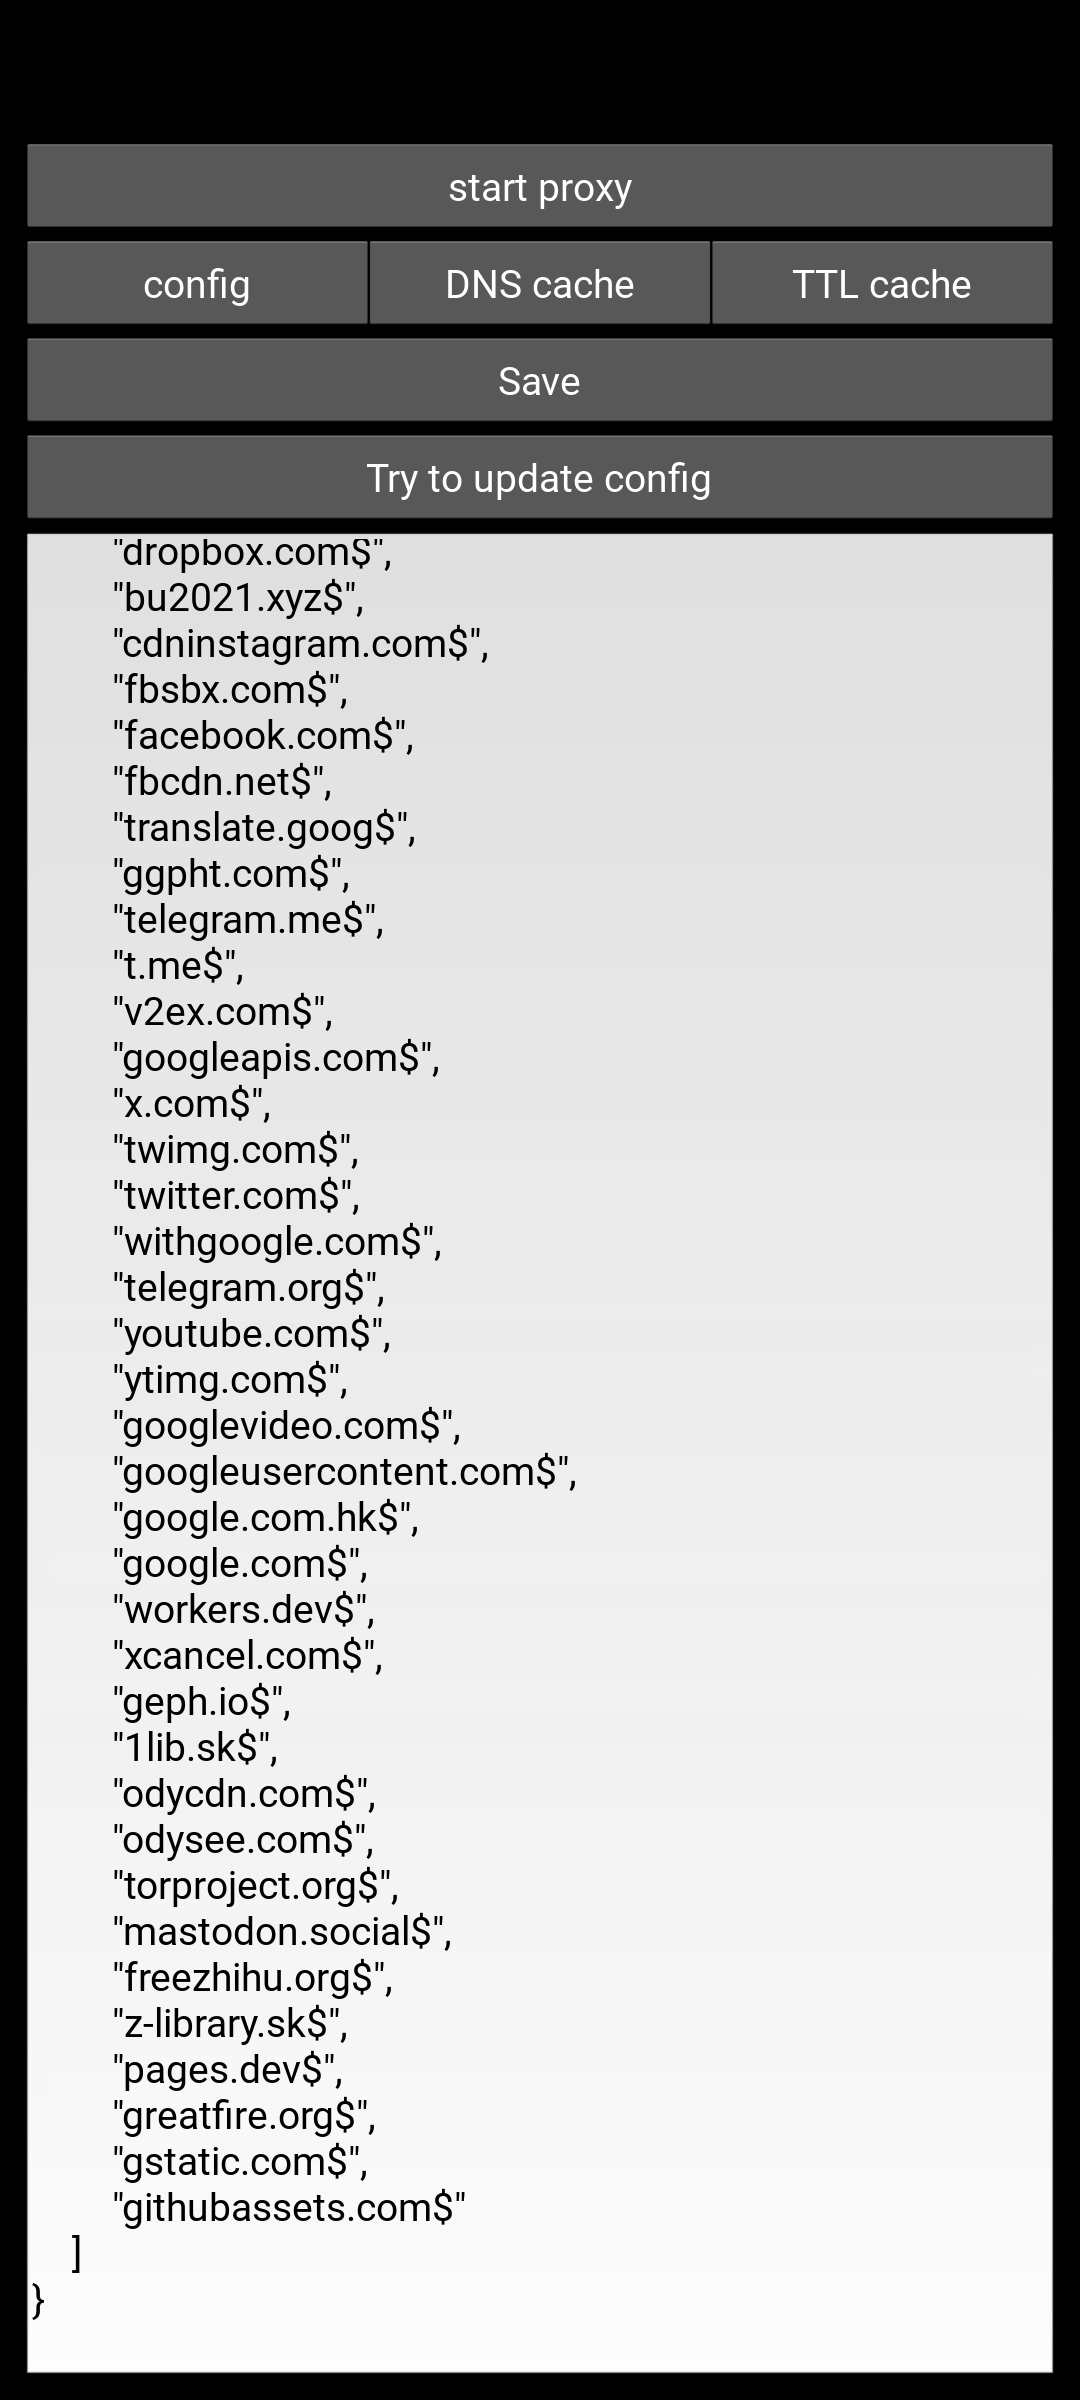 start proxy
config
DNS cache
TTL cache
Save
Try to update config
"dropbox.com$",
"bu2021.xyz$",
"cdninstagram.com$",
"fbsbx.com$",
"facebook.com$",
"fbcdn.net$",
"translate.goog$",
"ggpht.com$",
"telegram.me$",
"t.me$",
"v2ex.com$",
"googleapis.com$",
"x.com$",
"twimg.com$",
"twitter.com$",
"withgoogle.com$",
"telegram.org$",
"youtube.com$",
"ytimg.com$",
"googlevideo.com$",
"googleusercontent.com$",
"google.com.hk$",
"google.com$",
"workers.dev$",
"xcancel.com$",
"geph.io$",
"1lib.sk$",
"odycdn.com$",
"odysee.com$",
"torproject.org$",
"mastodon.social$",
"freezhihu.org$",
"z-library.sk$",
"pages.dev$",
"greatfire.org$",
"gstatic.com$",
"githubassets.com$"
]
}